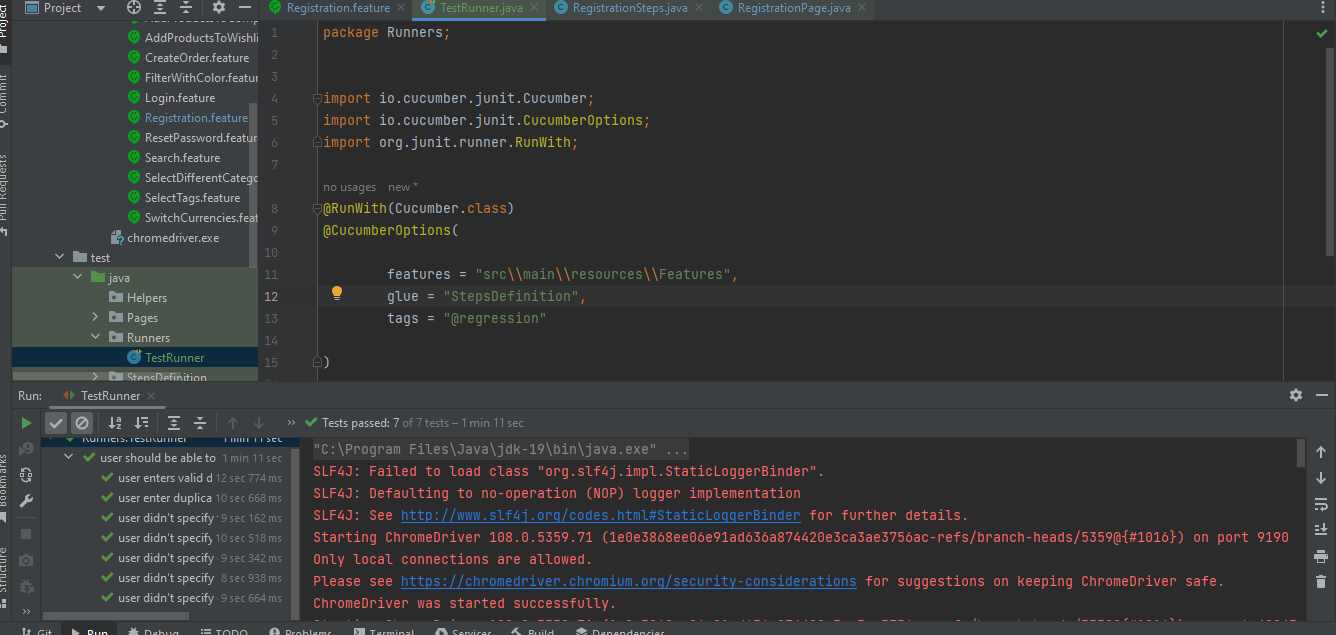 Project
Registration.feature
TestRunner.java
RegistrationSteps.java
RegistrationPage.java
Project
Commit
Pull Requests
AddProductsToWishli
CreateOrder.feature
FilterWithColor.featur
Login.feature
Registration.feature
ResetPassword.featur
Search.feature
SelectDifferentCatego
SelectTags.feature
SwitchCurrencies.feat
chromedriver.exe
test
java
Helpers
Pages
Runners
TestRunner
StepsDefinition
1 package Runners;
2
3
4 import io.cucumber.junit.Cucumber;
5 import io.cucumber.junit.CucumberOptions;
6 import org.junit.runner.RunWith;
7
no usages new *
8 @RunWith(Cucumber.class)
9 @CucumberOptions(
10
11 features = "src\\main\\resources\\Features",
12 glue = "StepsDefinition",
13 tags = "@regression"
14
15 )
Run: TestRunner
Tests passed: 7 of 7 tests – 1 min 11 sec
Runners.TestRunner 1 min 11 sec
user should be able to 1 min 11 sec
user enters valid d 12 sec 774 ms
user enter duplica 10 sec 668 ms
user didn't specify 9 sec 162 ms
user didn't specify 10 sec 518 ms
user didn't specify 9 sec 342 ms
user didn't specify 8 sec 938 ms
user didn't specify 9 sec 664 ms
"C:\Program Files\Java\jdk-19\bin\java.exe" ...
SLF4J: Failed to load class "org.slf4j.impl.StaticLoggerBinder".
SLF4J: Defaulting to no-operation (NOP) logger implementation
SLF4J: See http://www.slf4j.org/codes.html#StaticLoggerBinder for further details.
Starting ChromeDriver 108.0.5359.71 (1e0e3868ee06e91ad636a874420e3ca3ae3756ac-refs/branch-heads/5359@{#1016}) on port 9190
Only local connections are allowed.
Please see https://chromedriver.chromium.org/security-considerations for suggestions on keeping ChromeDriver safe.
ChromeDriver was started successfully.
Bookmarks
Structure
Git
Run
Debug
TODO
Problems
Terminal
Services
Build
Dependencies